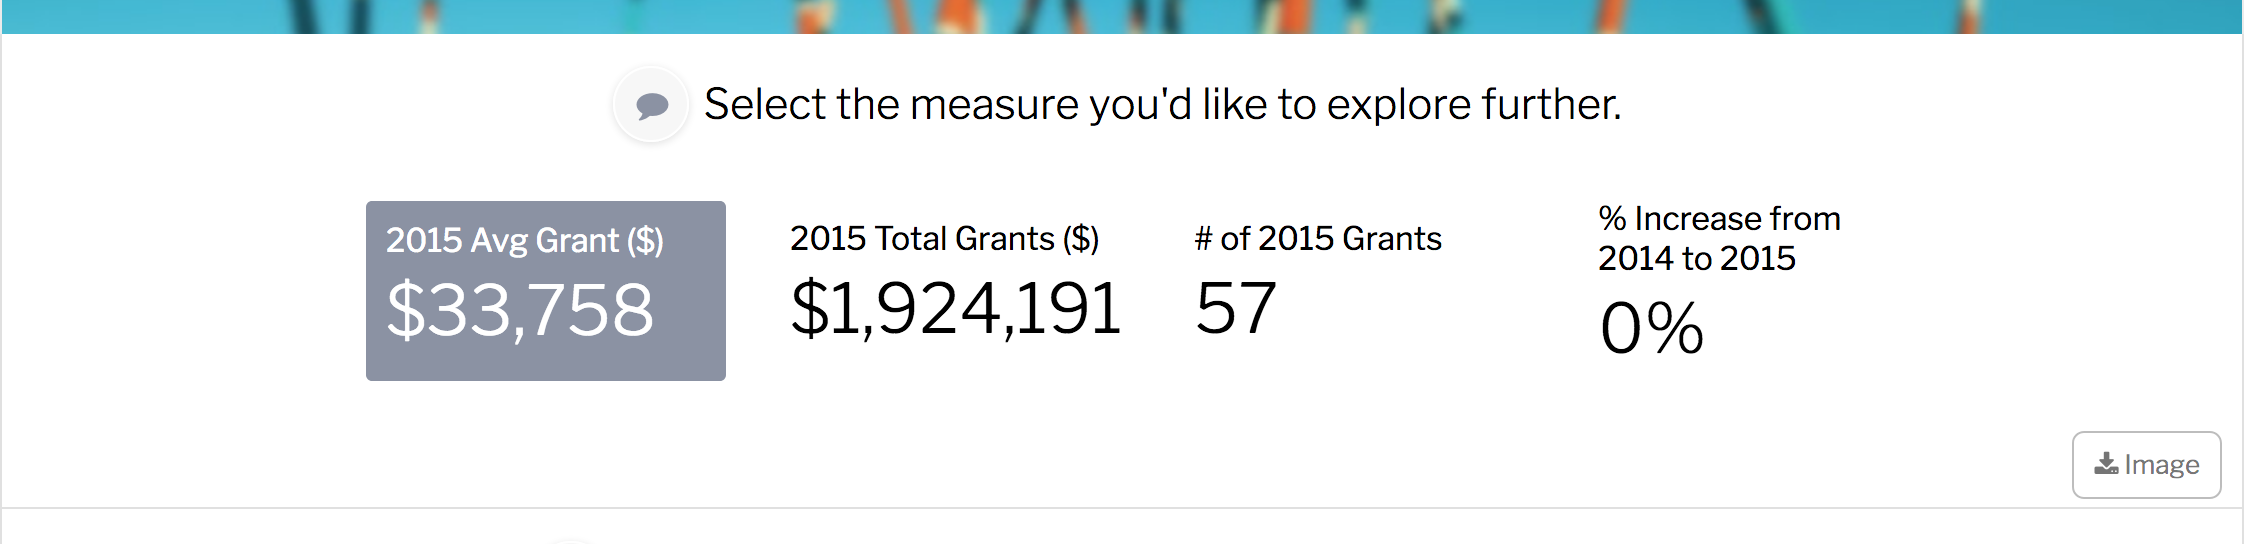 Select the measure you'd like to explore further.
2015 Avg Grant ($)
$33,758
2015 Total Grants ($)
$1,924,191
# of 2015 Grants
57
% Increase from
2014 to 2015
0%
Image